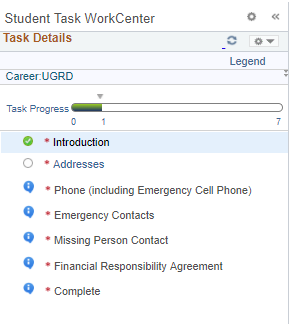 Student Task WorkCenter
Task Details
Legend
Career:UGRD
Task Progress
0 1 7
* Introduction
* Addresses
* Phone (including Emergency Cell Phone)
* Emergency Contacts
* Missing Person Contact
* Financial Responsibility Agreement
* Complete